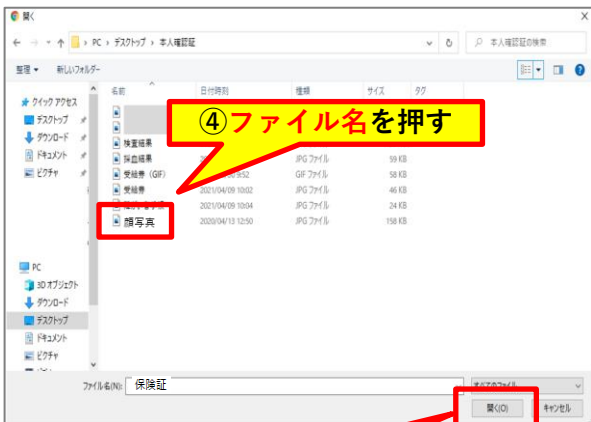 開く
PC › デスクトップ › 本人確認証
本人確認証の検索
整理 新しいフォルダー
名前 日付時刻 種類 サイズ タグ
クイック アクセス
デスクトップ
ダウンロード
ドキュメント
ピクチャ
④ファイル名を押す
検査結果
採血結果 JPG ファイル 59 KB
受給券（GIF） 9:52 GIF ファイル 58 KB
受給券 2021/04/09 10:02 JPG ファイル 46 KB
2021/04/09 10:04 JPG ファイル 24 KB
顔写真 2020/04/13 12:50 JPG ファイル 158 KB
PC
3D オブジェクト
ダウンロード
デスクトップ
ドキュメント
ピクチャ
ファイル名(N): 保険証
すべてのファイル
開く(O) キャンセル